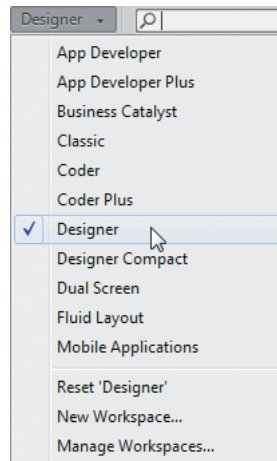 Designer
App Developer
App Developer Plus
Business Catalyst
Classic
Coder
Coder Plus
Designer
Designer Compact
Dual Screen
Fluid Layout
Mobile Applications
Reset 'Designer'
New Workspace...
Manage Workspaces...